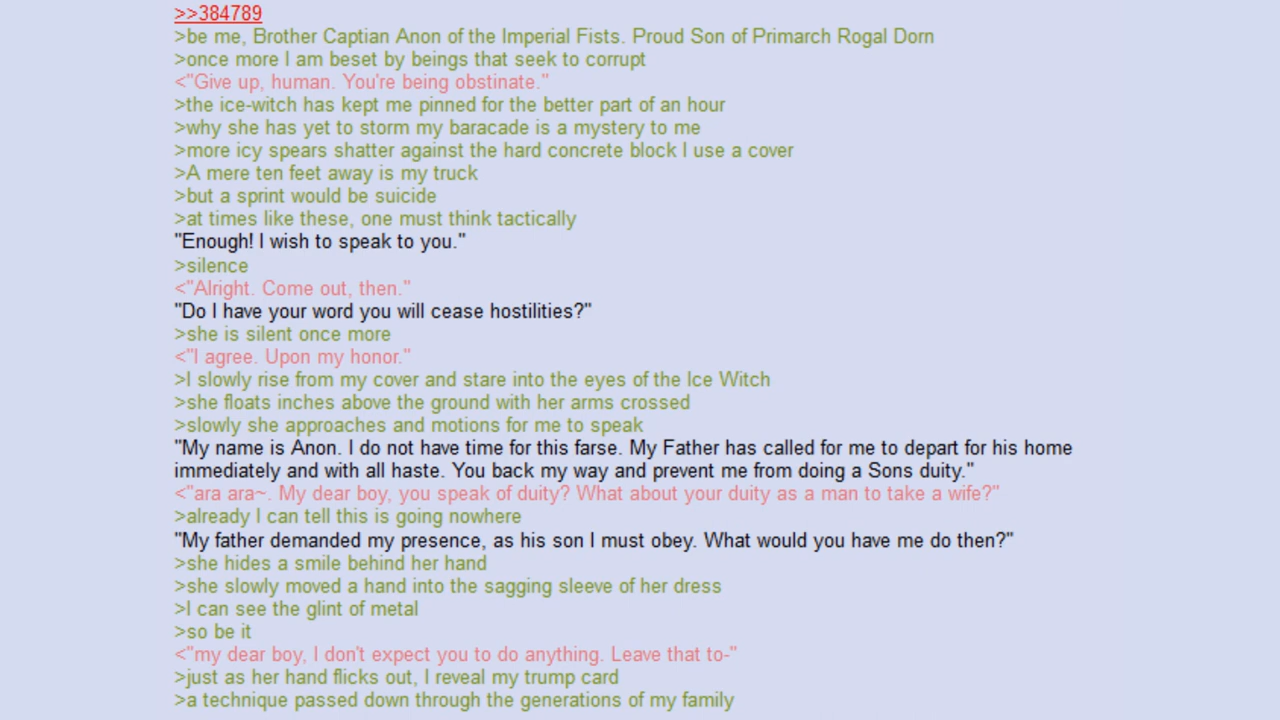 >>384789
>be me, Brother Captian Anon of the Imperial Fists. Proud Son of Primarch Rogal Dorn
>once more I am beset by beings that seek to corrupt
<"Give up, human. You're being obstinate."
>the ice-witch has kept me pinned for the better part of an hour
>why she has yet to storm my baracade is a mystery to me
>more icy spears shatter against the hard concrete block I use a cover
>A mere ten feet away is my truck
>but a sprint would be suicide
>at times like these, one must think tactically
"Enough! I wish to speak to you."
>silence
<"Alright. Come out, then."
"Do I have your word you will cease hostilities?"
>she is silent once more
<"I agree. Upon my honor."
>I slowly rise from my cover and stare into the eyes of the Ice Witch
>she floats inches above the ground with her arms crossed
>slowly she approaches and motions for me to speak
"My name is Anon. I do not have time for this farse. My Father has called for me to depart for his home
immediately and with all haste. You back my way and prevent me from doing a Sons duity."
<"ara ara~. My dear boy, you speak of duity? What about your duity as a man to take a wife?"
>already I can tell this is going nowhere
"My father demanded my presence, as his son I must obey. What would you have me do then?"
>she hides a smile behind her hand
>she slowly moved a hand into the sagging sleeve of her dress
>I can see the glint of metal
>so be it
<"my dear boy, I don't expect you to do anything. Leave that to-"
>just as her hand flicks out, I reveal my trump card
>a technique passed down through the generations of my family